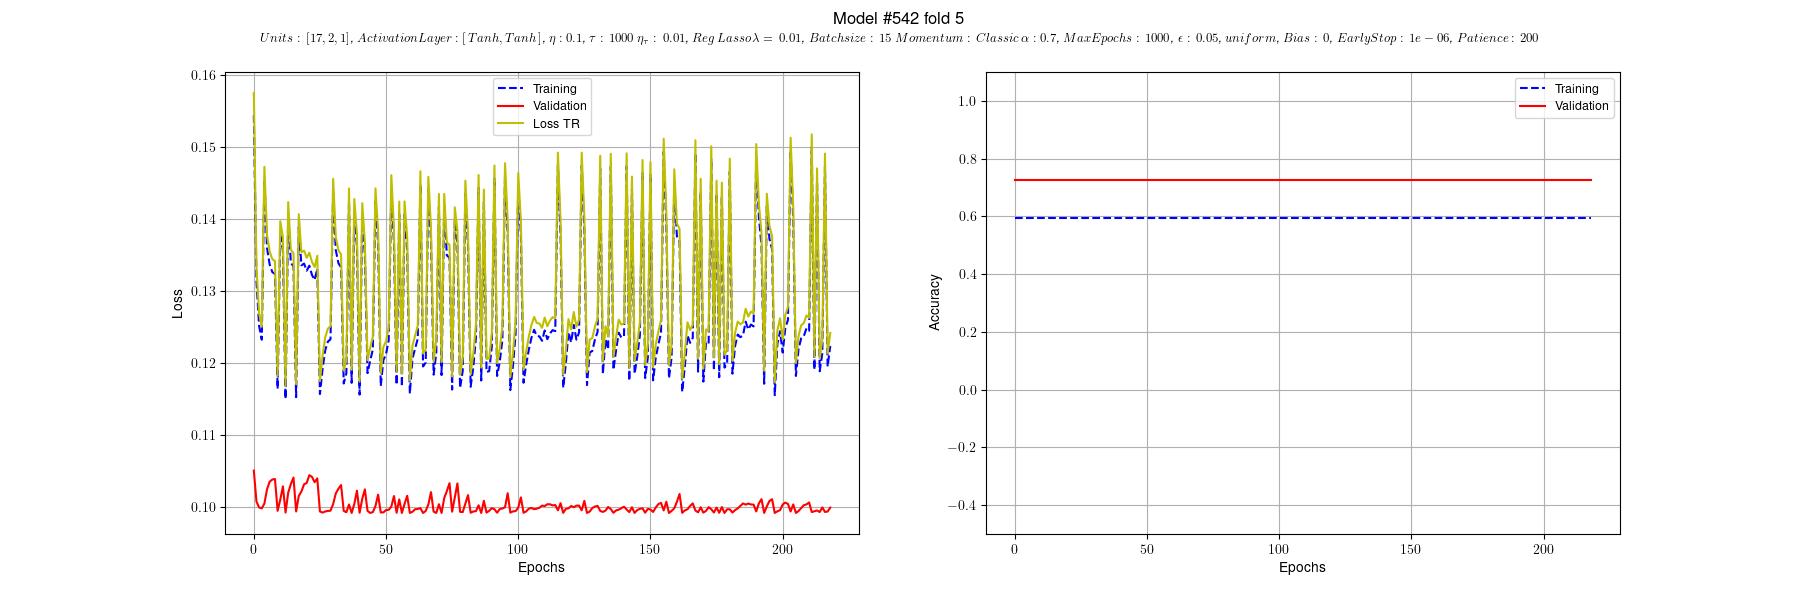 Model #542 fold 5
Units : [17, 2, 1], ActivationLayer : [Tanh, Tanh], η : 0.1, τ : 1000 ητ : 0.01, Reg Lassoλ = 0.01, Batchsize : 15 Momentum : Classic α : 0.7, MaxEpochs : 1000, ϵ : 0.05, uniform, Bias : 0, EarlyStop : 1e − 06, Patience : 200
0.16
0.15
0.14
0.13
0.12
0.11
0.10
Loss
Training
Validation
Loss TR
0 50 100 150 200
Epochs
1.0
0.8
0.6
0.4
0.2
0.0
−0.2
−0.4
Accuracy
Training
Validation
0 50 100 150 200
Epochs